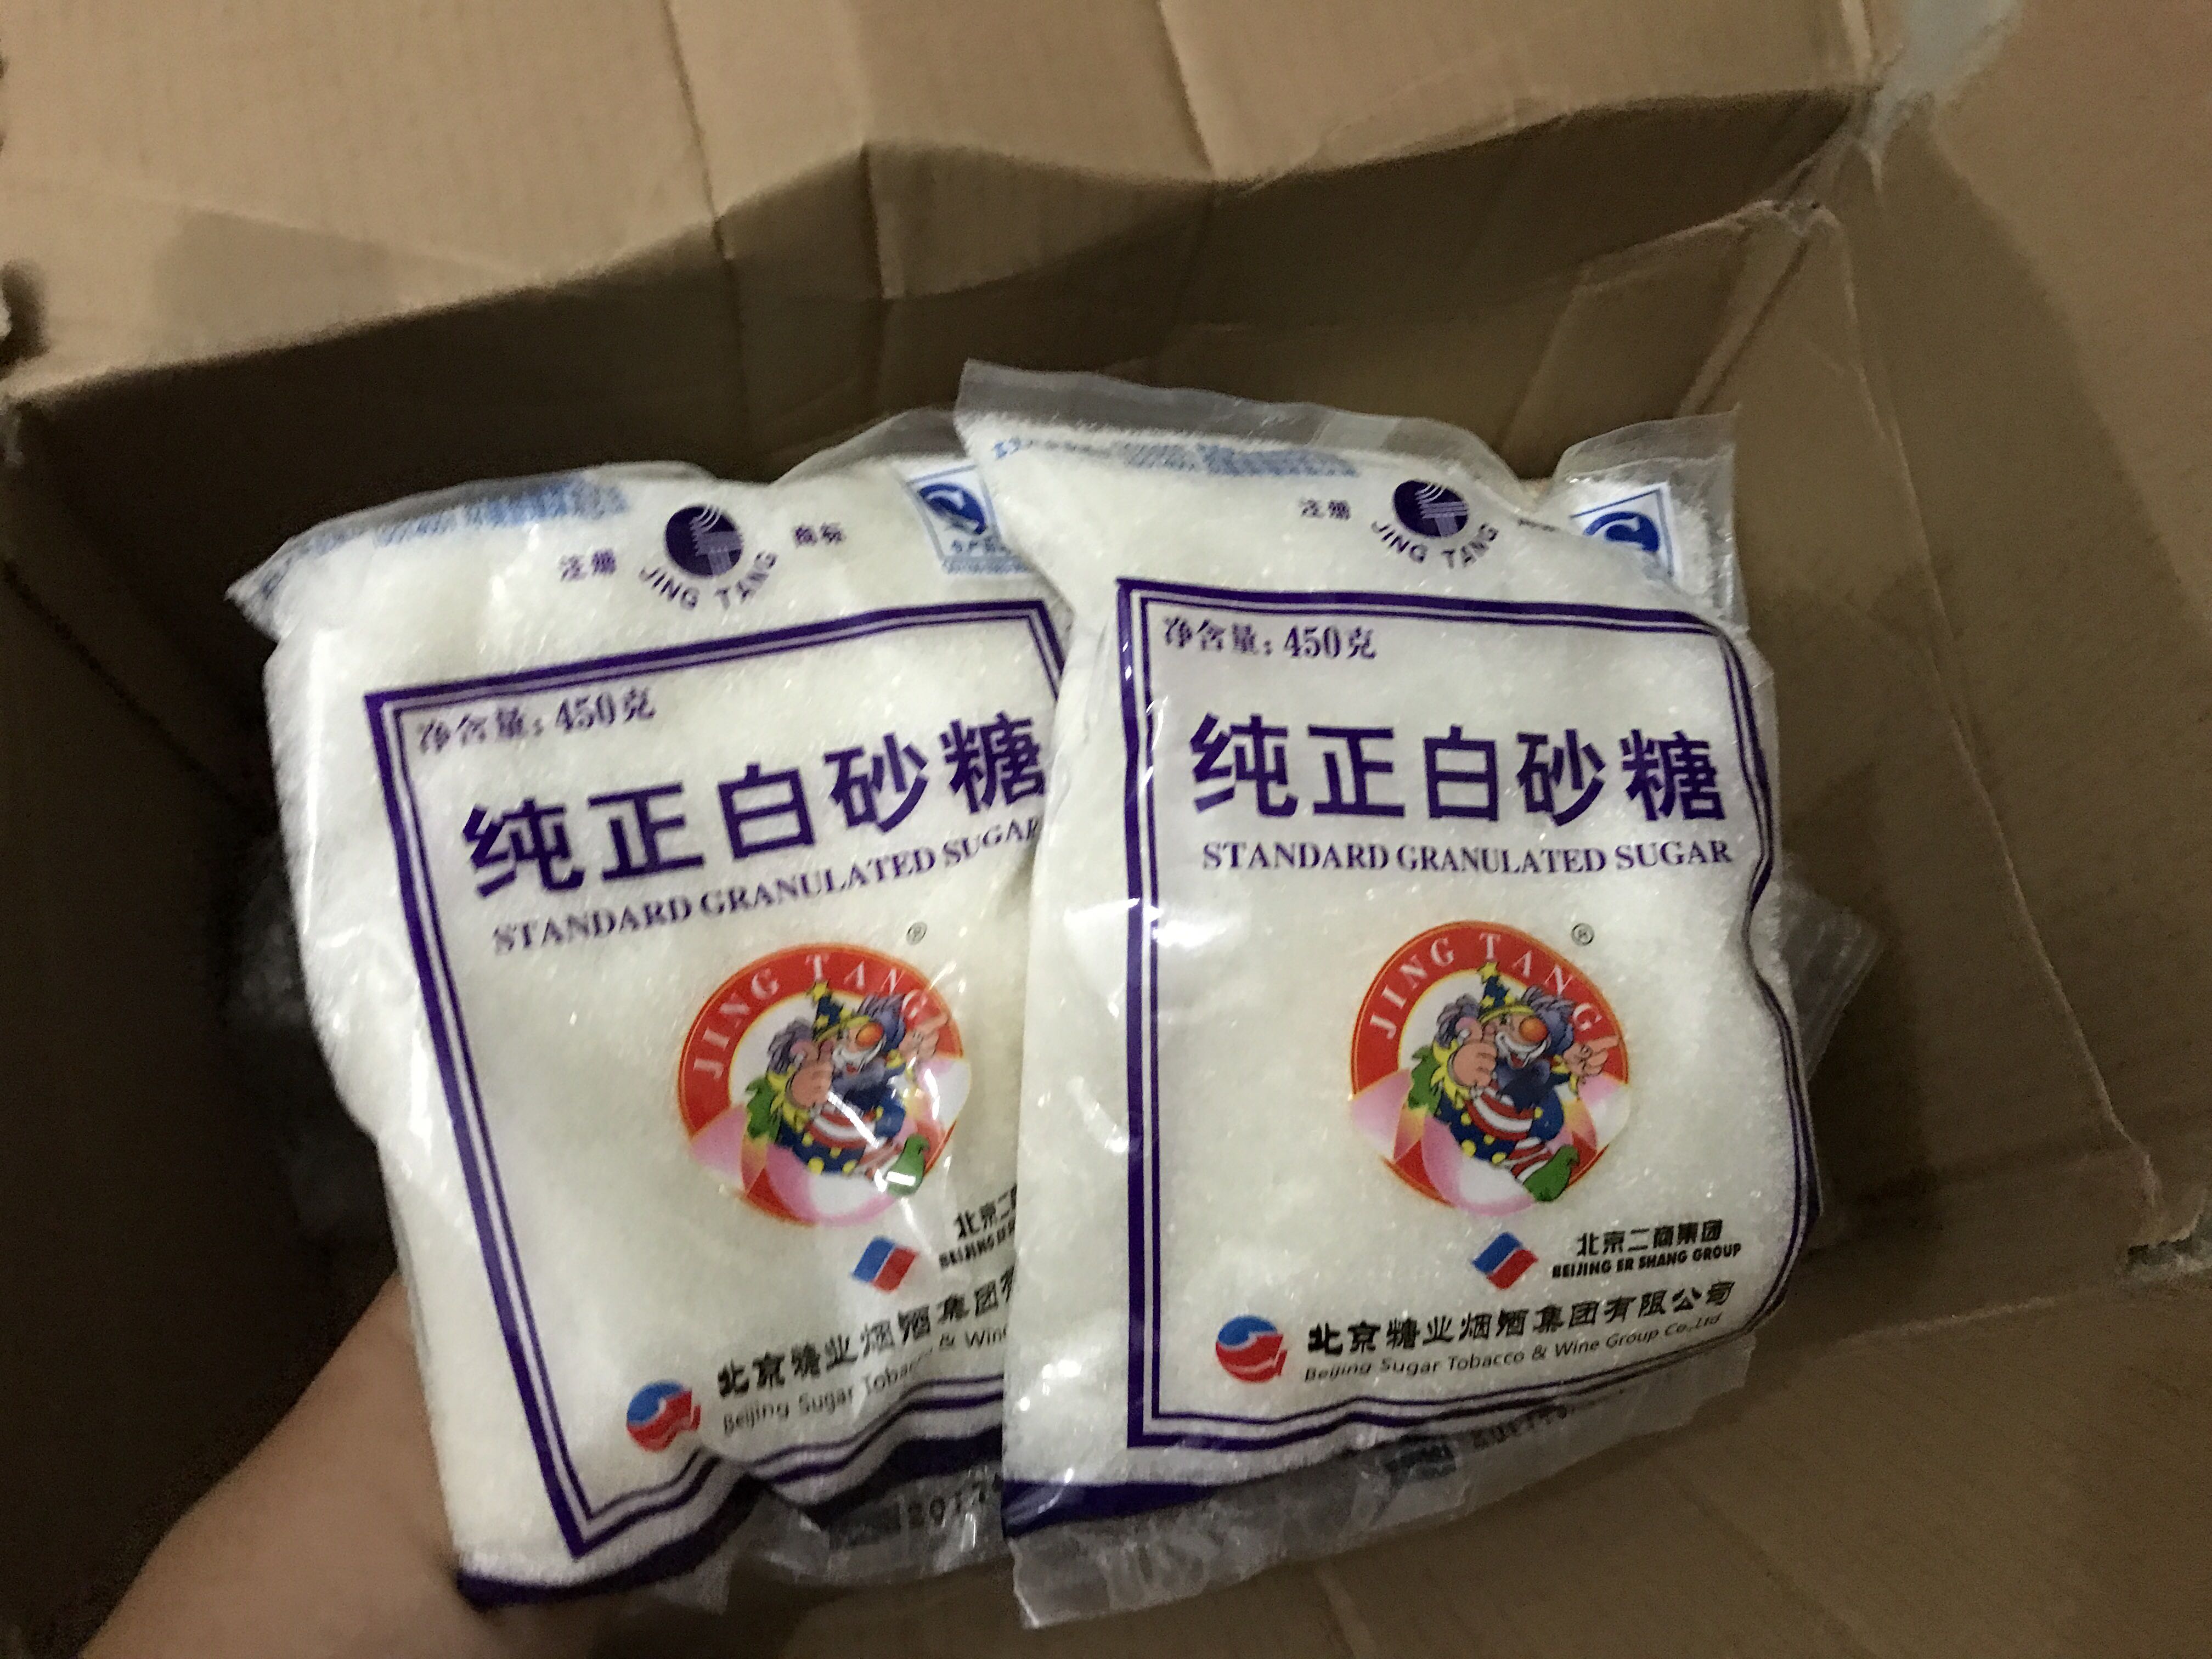 注册 商标
JING TANG
净含量: 450克
纯正白砂糖
STANDARD GRANULATED SUGAR
®
JING TANG
北京二
BEIJING
北京糖业烟酒集团
Beijing Sugar Tobacco & Wine
注册
JING TANG
净含量: 450克
纯正白砂糖
STANDARD GRANULATED SUGAR
®
JING TANG
北京二商集团
BEIJING ER SHANG GROUP
北京糖业烟酒集团有限公司
Beijing Sugar Tobacco & Wine Group Co.,Ltd